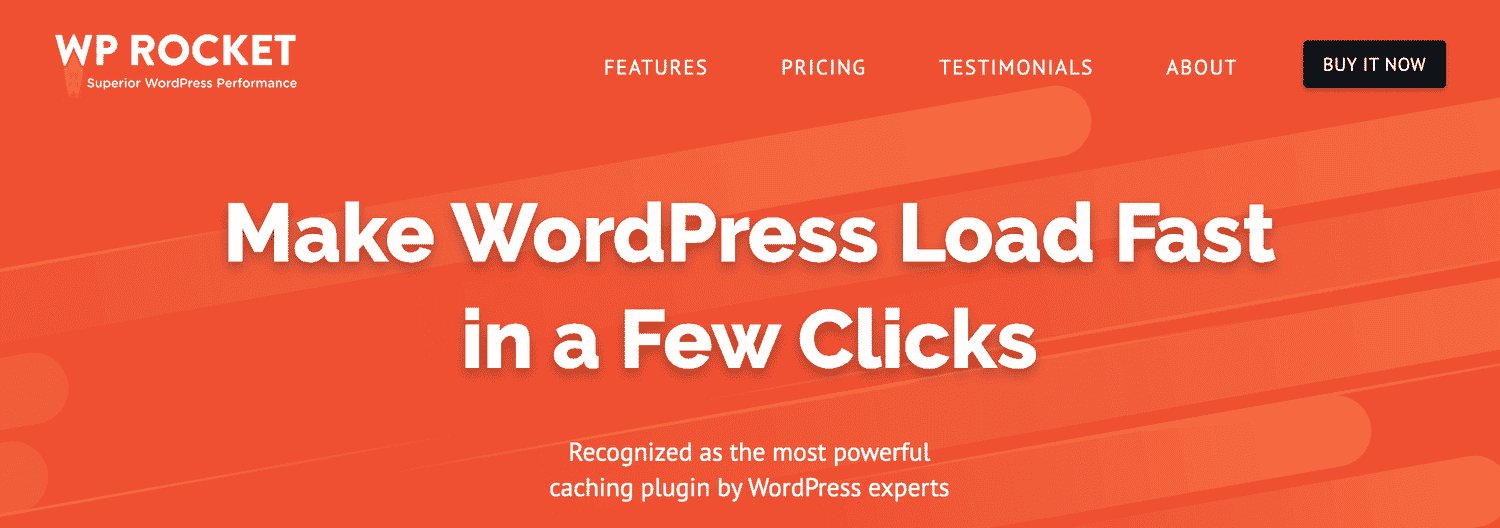 WP ROCKET
Superior WordPress Performance
FEATURES PRICING TESTIMONIALS ABOUT BUY IT NOW
Make WordPress Load Fast
in a Few Clicks
Recognized as the most powerful
caching plugin by WordPress experts